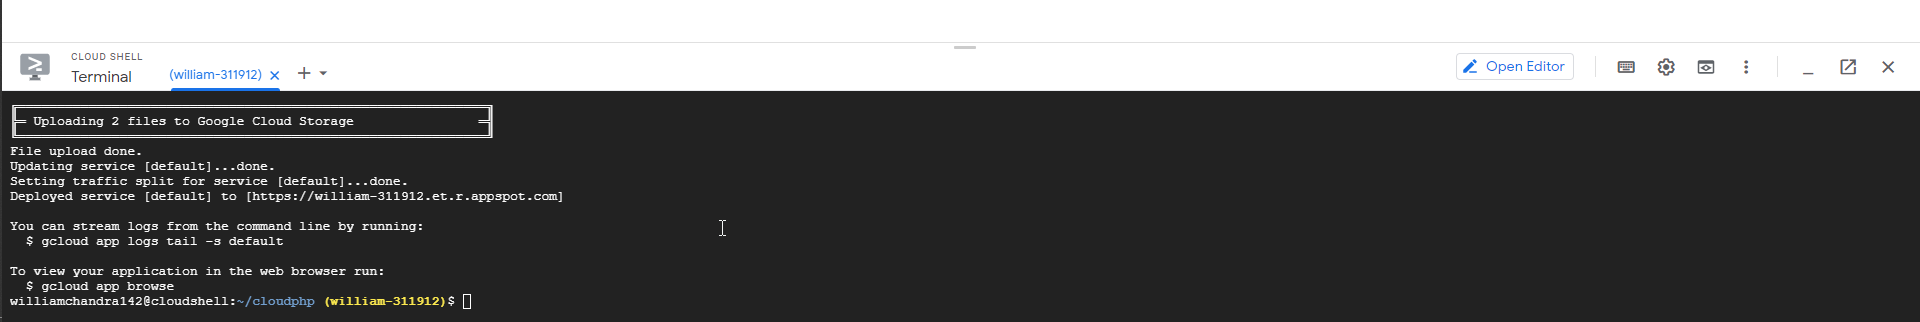 CLOUD SHELL
Terminal
(william-311912)
Open Editor
Uploading 2 files to Google Cloud Storage
File upload done.
Updating service [default]...done.
Setting traffic split for service [default]...done.
Deployed service [default] to [https://william-311912.et.r.appspot.com]
You can stream logs from the command line by running:
$ gcloud app logs tail -s default
To view your application in the web browser run:
$ gcloud app browse
williamchandra142@cloudshell:~/cloudphp (william-311912)$